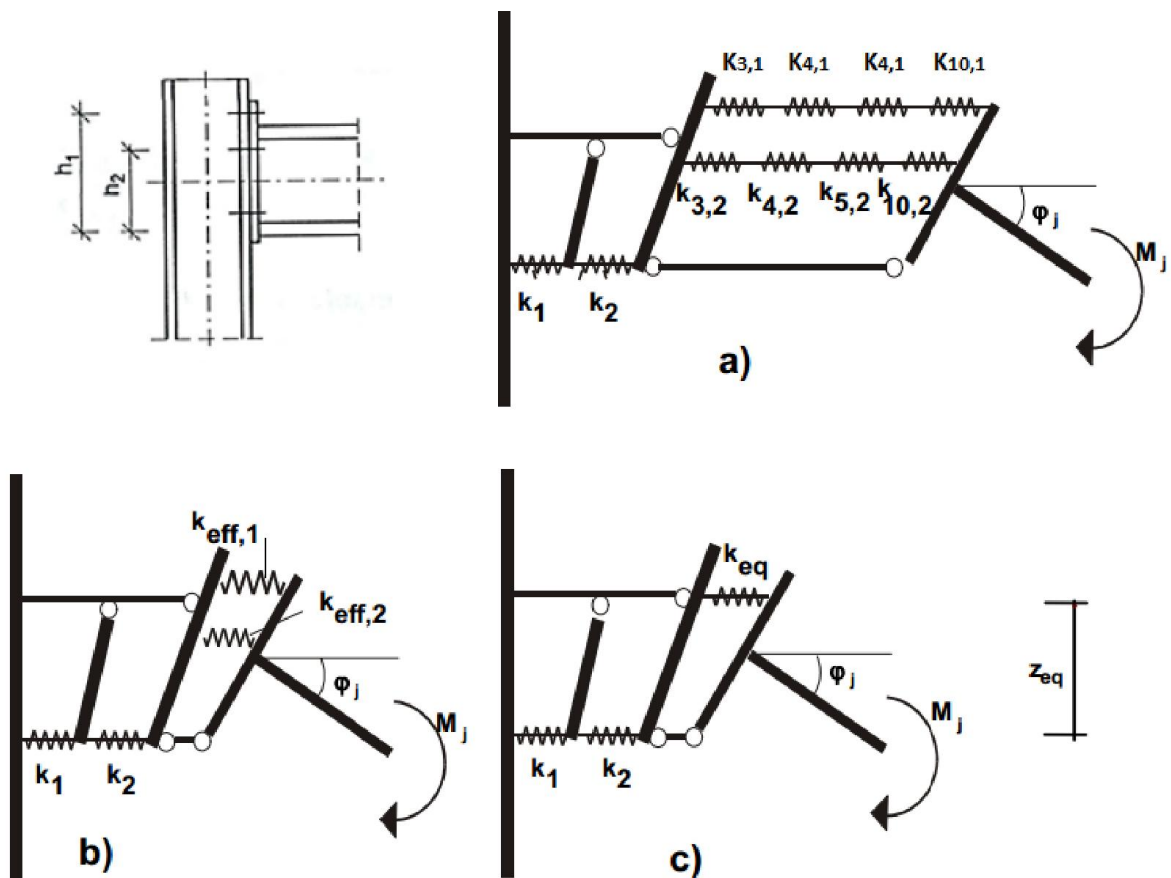 K3,1 K4,1 K4,1 K10,1
h1
h2
k3,2 k4,2 k5,2 k10,2
φj
Mj
k1 k2
a)
keff,1
keff,2
φj
Mj
k1 k2
b)
keq
φj
Mj
zeq
k1 k2
c)